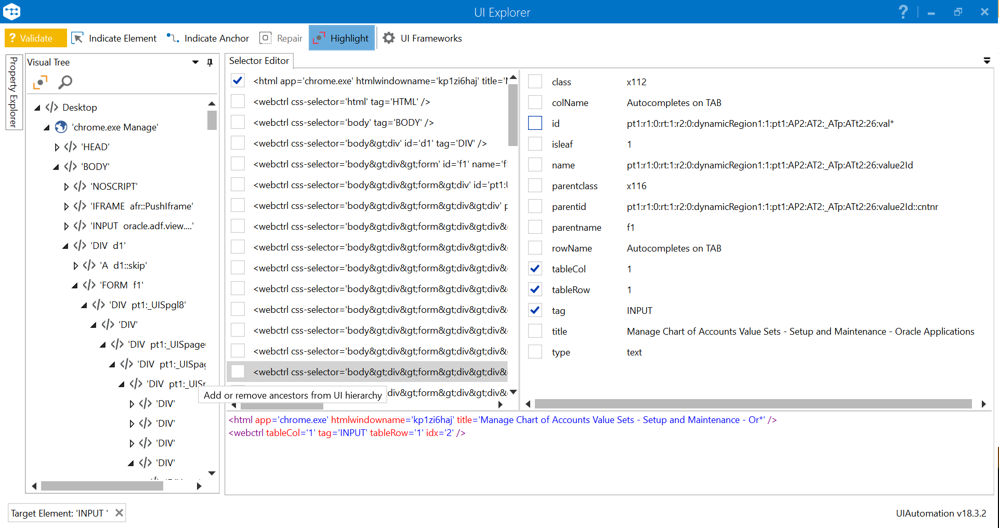 UI Explorer
? Validate
Indicate Element
Indicate Anchor
Repair
Highlight
UI Frameworks
Property Explorer
Visual Tree
</> Desktop
'chrome.exe Manage'
</> 'HEAD'
</> 'BODY'
</> 'NOSCRIPT'
</> 'IFRAME afr::PushIframe'
</> 'INPUT oracle.adf.view....'
</> 'DIV d1'
</> 'A d1::skip'
</> 'FORM f1'
</> 'DIV pt1:_UISpgl8'
</> 'DIV'
</> 'DIV pt1:_UISpage
</> 'DIV pt1:_UISpag
</> 'DIV pt1:_UISp
</> 'DIV'
</> 'DIV'
</> 'DIV'
</> 'DIV'
Selector Editor
<html app='chrome.exe' htmlwindowname='kp1zi6haj' title='M
<webctrl css-selector='html' tag='HTML' />
<webctrl css-selector='body' tag='BODY' />
<webctrl css-selector='body&gt;div' id='d1' tag='DIV' />
<webctrl css-selector='body&gt;div&gt;form' id='f1' name='f1
<webctrl css-selector='body&gt;div&gt;form&gt;div' id='pt1:U
<webctrl css-selector='body&gt;div&gt;form&gt;div&gt;div' p
<webctrl css-selector='body&gt;div&gt;form&gt;div&gt;div&
<webctrl css-selector='body&gt;div&gt;form&gt;div&gt;div&
<webctrl css-selector='body&gt;div&gt;form&gt;div&gt;div&
<webctrl css-selector='body&gt;div&gt;form&gt;div&gt;div&
<webctrl css-selector='body&gt;div&gt;form&gt;div&gt;div&
<webctrl css-selector='body&gt;div&gt;form&gt;div&gt;div&
<webctrl css-selector='body&gt;div&gt;form&gt;div&gt;div&
<webctrl css-selector='body&gt;div&gt;form&gt;div&gt;div&
div&gt;form&gt;div&gt;div&
Add or remove ancestors from UI hierarchy
class x112
colName Autocompletes on TAB
id pt1:r1:0:rt:1:r2:0:dynamicRegion1:1:pt1:AP2:AT2:_ATp:ATt2:26:val*
isleaf 1
name pt1:r1:0:rt:1:r2:0:dynamicRegion1:1:pt1:AP2:AT2:_ATp:ATt2:26:value2Id
parentclass x116
parentid pt1:r1:0:rt:1:r2:0:dynamicRegion1:1:pt1:AP2:AT2:_ATp:ATt2:26:value2Id::cntnr
parentname f1
rowName Autocompletes on TAB
tableCol 1
tableRow 1
tag INPUT
title Manage Chart of Accounts Value Sets - Setup and Maintenance - Oracle Applications
type text
<html app='chrome.exe' htmlwindowname='kp1zi6haj' title='Manage Chart of Accounts Value Sets - Setup and Maintenance - Or*' />
<webctrl tableCol='1' tag='INPUT' tableRow='1' idx='2' />
Target Element: 'INPUT '
UIAutomation v18.3.2